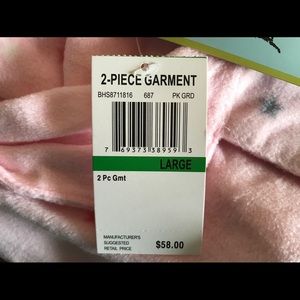 2-PIECE GARMENT
BHS8711816 687 PK GRD
7 69373 38959 3
LARGE
2 Pc Gmt
MANUFACTURER'S
SUGGESTED
RETAIL PRICE $58.00